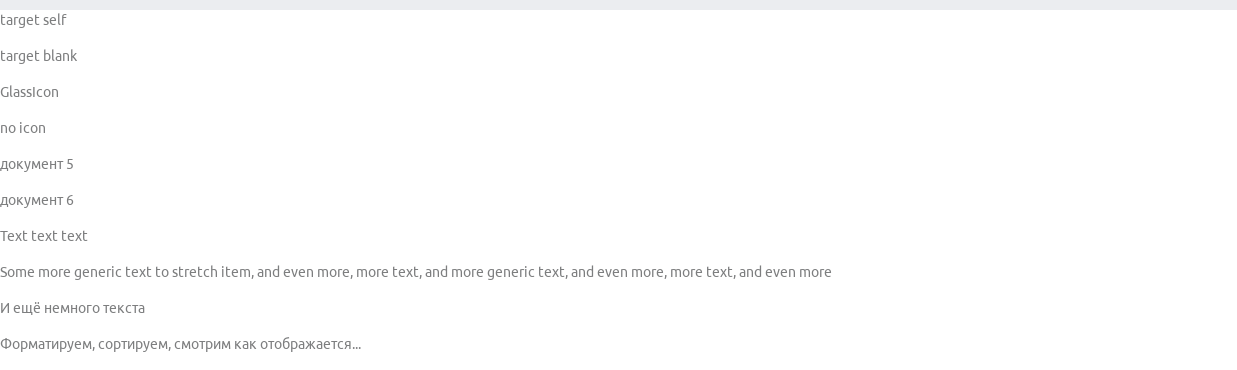 target self
target blank
GlassIcon
no icon
документ 5
документ 6
Text text text
Some more generic text to stretch item, and even more, more text, and more generic text, and even more, more text, and even more
И ещё немного текста
Форматируем, сортируем, смотрим как отображается...